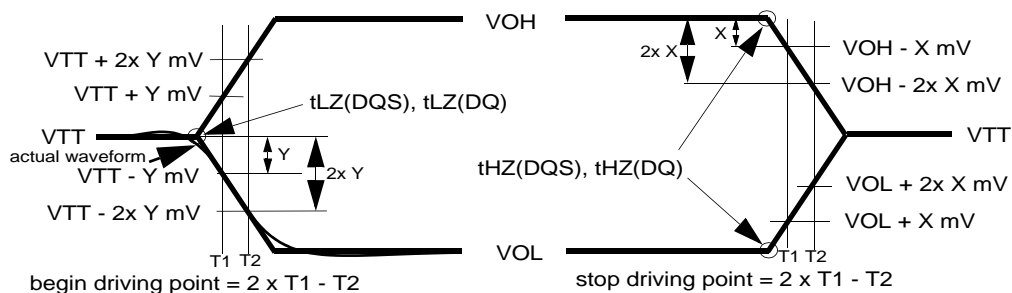 VOH
VTT + 2x Y mV
VTT + Y mV
tLZ(DQS), tLZ(DQ)
VTT
actual waveform
Y
2x Y
VTT - Y mV
VTT - 2x Y mV
T1 T2
VOL
begin driving point = 2 x T1 - T2
X
2x X
VOH - X mV
VOH - 2x X mV
VTT
tHZ(DQS), tHZ(DQ)
VOL + 2x X mV
VOL + X mV
T1 T2
stop driving point = 2 x T1 - T2